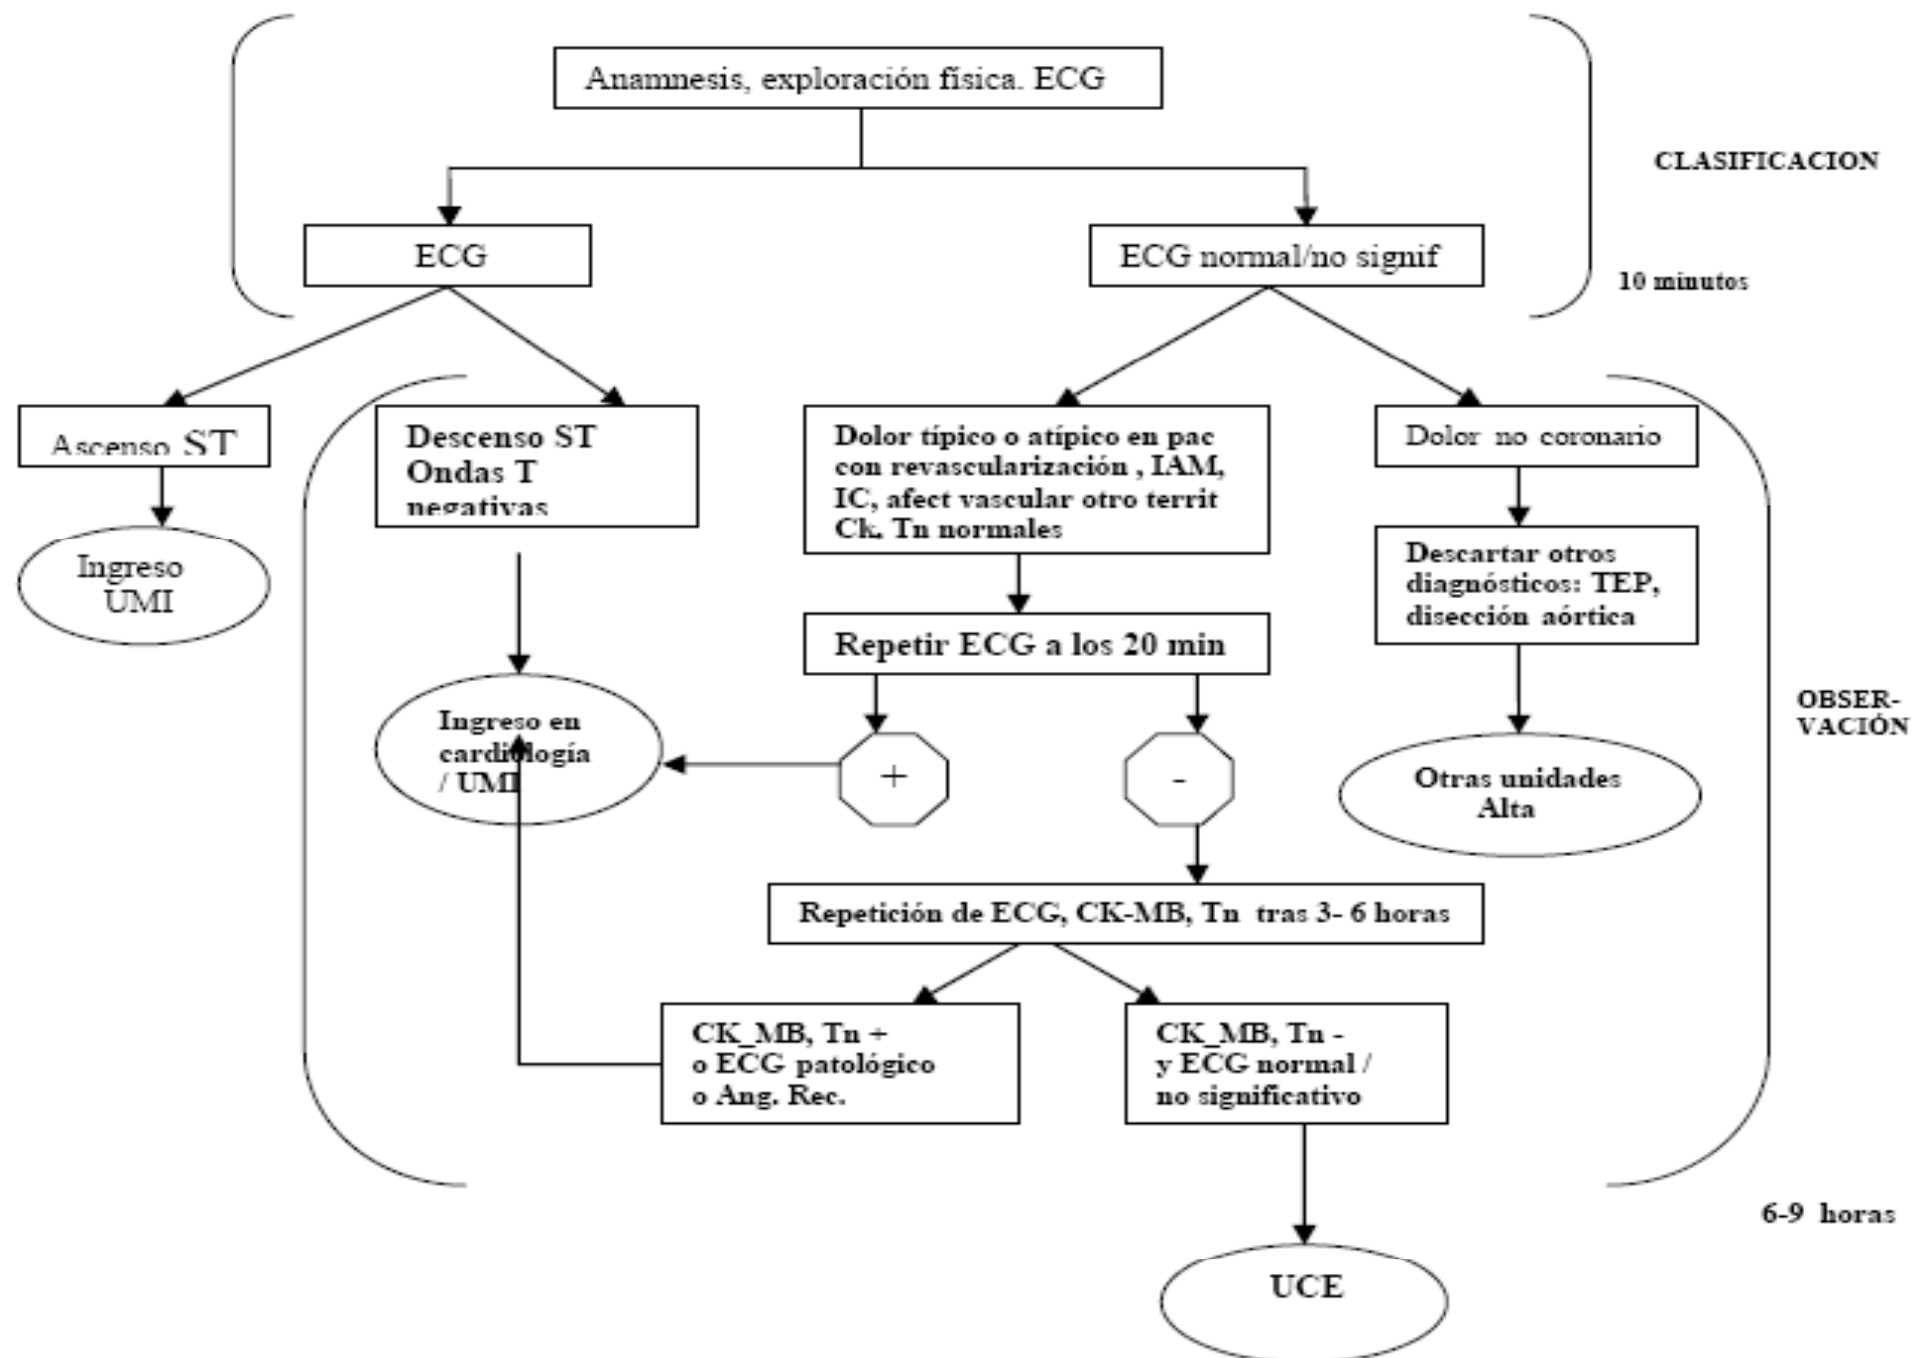 Anamnesis, exploración física. ECG
CLASIFICACION
ECG
ECG normal/no signif
10 minutos
Ascenso ST
Descenso ST
Ondas T
negativas
Dolor típico o atípico en pac
con revascularización , IAM,
IC, afect vascular otro territ
Ck. Tn normales
Dolor no coronario
Ingreso
UMI
Descartar otros
diagnósticos: TEP,
disección aórtica
Repetir ECG a los 20 min
OBSER-
VACIÓN
Ingreso en
cardiología
/ UMI
+
-
Otras unidades
Alta
Repetición de ECG, CK-MB, Tn tras 3- 6 horas
CK_MB, Tn +
o ECG patológico
o Ang. Rec.
CK_MB, Tn -
y ECG normal /
no significativo
6-9 horas
UCE